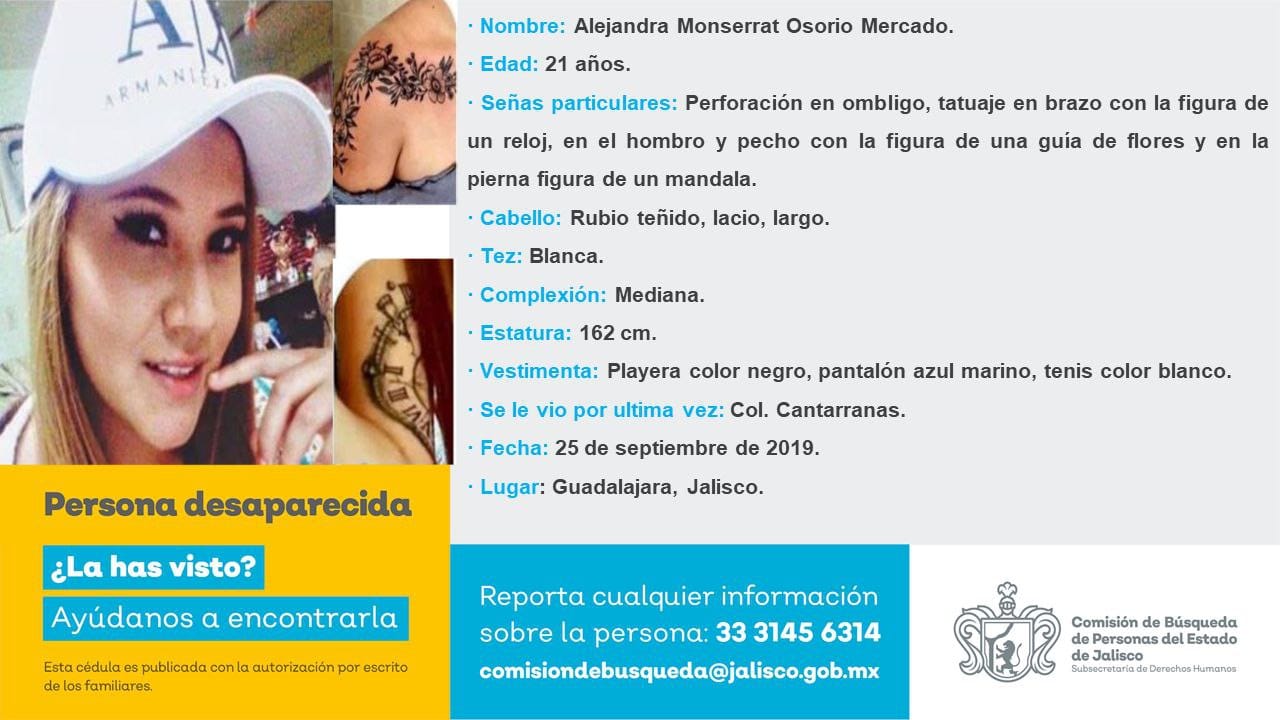 A|X
ARMANI EX
· Nombre: Alejandra Monserrat Osorio Mercado.
· Edad: 21 años.
· Señas particulares: Perforación en ombligo, tatuaje en brazo con la figura de
un reloj, en el hombro y pecho con la figura de una guía de flores y en la
pierna figura de un mandala.
· Cabello: Rubio teñido, lacio, largo.
· Tez: Blanca.
· Complexión: Mediana.
· Estatura: 162 cm.
· Vestimenta: Playera color negro, pantalón azul marino, tenis color blanco.
· Se le vio por ultima vez: Col. Cantarranas.
· Fecha: 25 de septiembre de 2019.
· Lugar: Guadalajara, Jalisco.
Persona desaparecida
¿La has visto?
Ayúdanos a encontrarla
Esta cédula es publicada con la autorización por escrito
de los familiares.
Reporta cualquier información
sobre la persona: 33 3145 6314
comisiondebusqueda@jalisco.gob.mx
Comisión de Búsqueda
de Personas del Estado
de Jalisco
Subsecretaría de Derechos Humanos